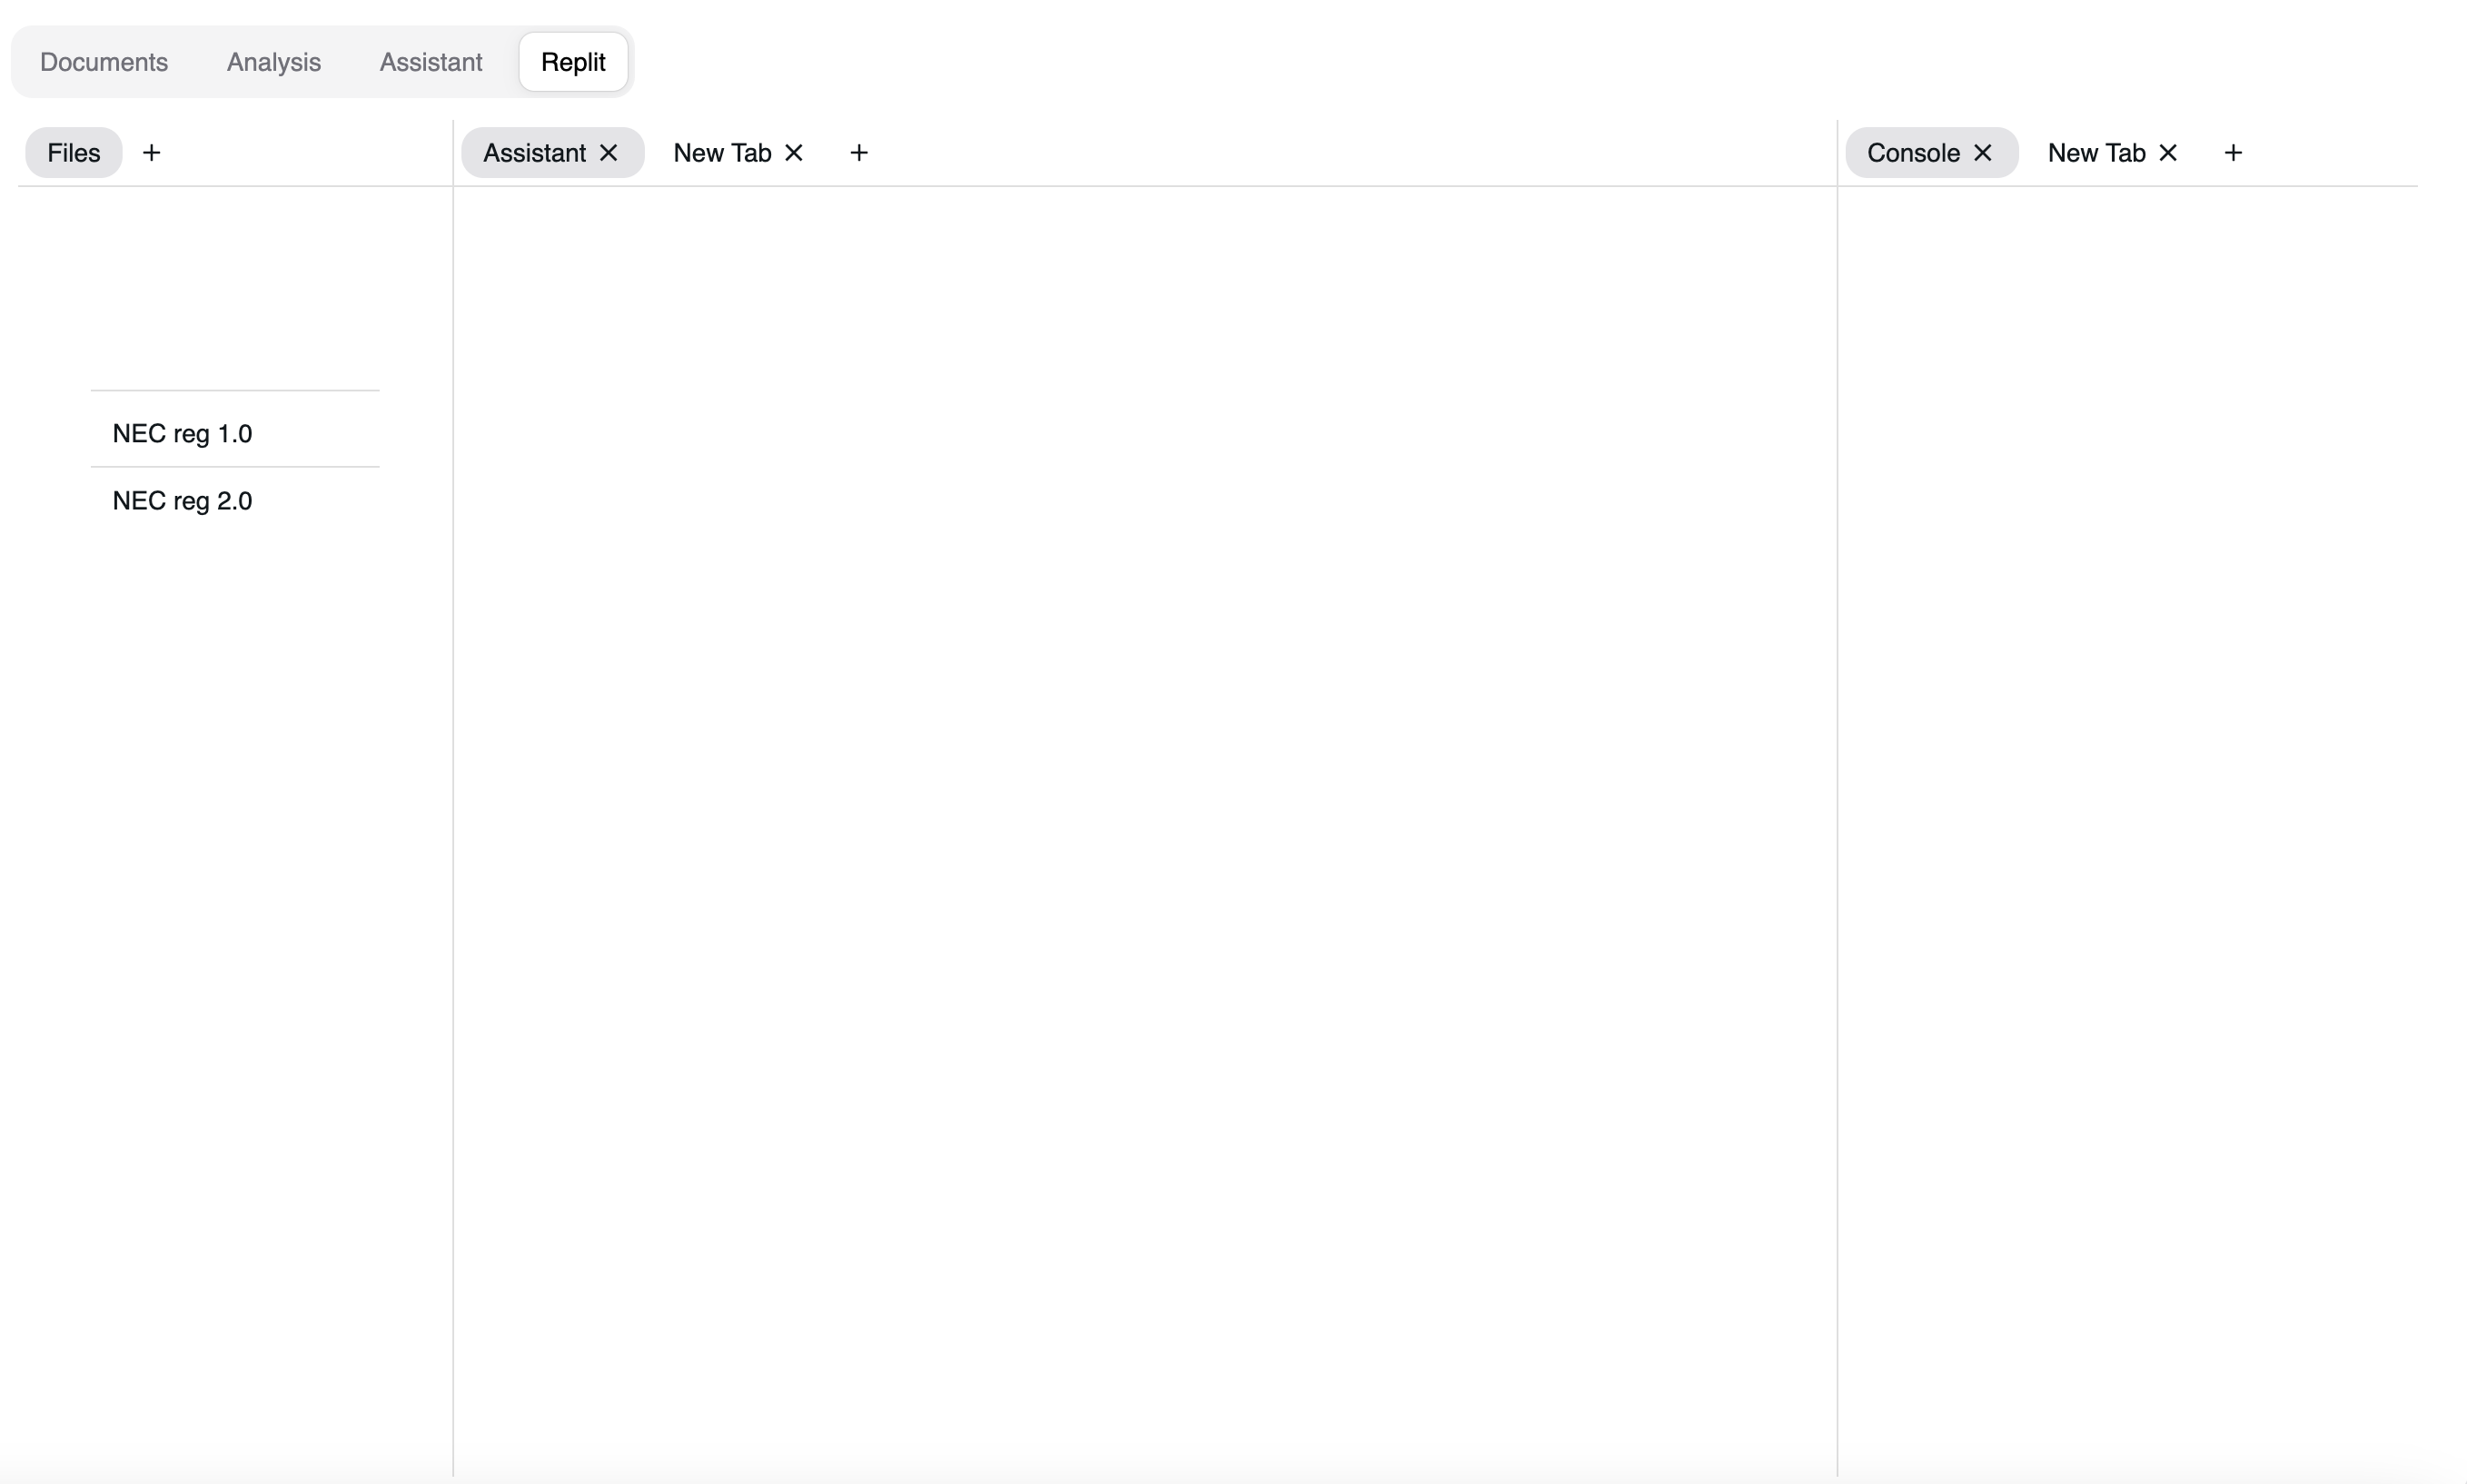 Documents Analysis Assistant Replit
Files + Assistant × New Tab × + Console × New Tab × +
NEC reg 1.0
NEC reg 2.0